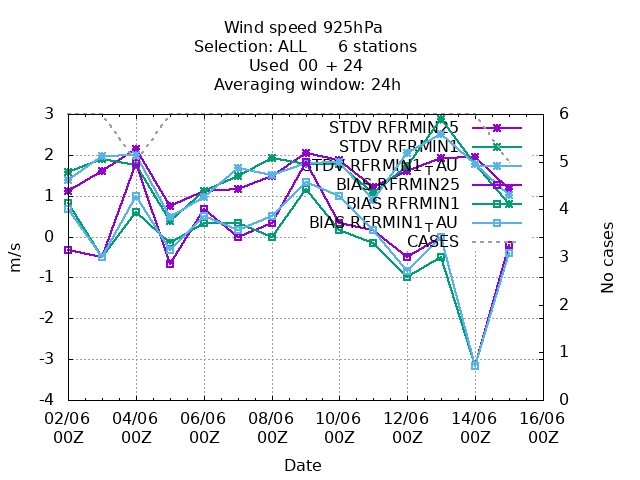 Wind speed 925hPa
Selection: ALL 6 stations
Used 00 + 24
Averaging window: 24h
STDV RFRMIN25
STDV RFRMIN1
STDV RFRMIN1_AU
BIAS RFRMIN25
BIAS RFRMIN1
BIAS RFRMIN1_AU
CASES
m/s
3
2
1
0
-1
-2
-3
-4
6
5
4
3
2
1
0
No cases
02/06 04/06 06/06 08/06 10/06 12/06 14/06 16/06
00Z 00Z 00Z 00Z 00Z 00Z 00Z 00Z
Date